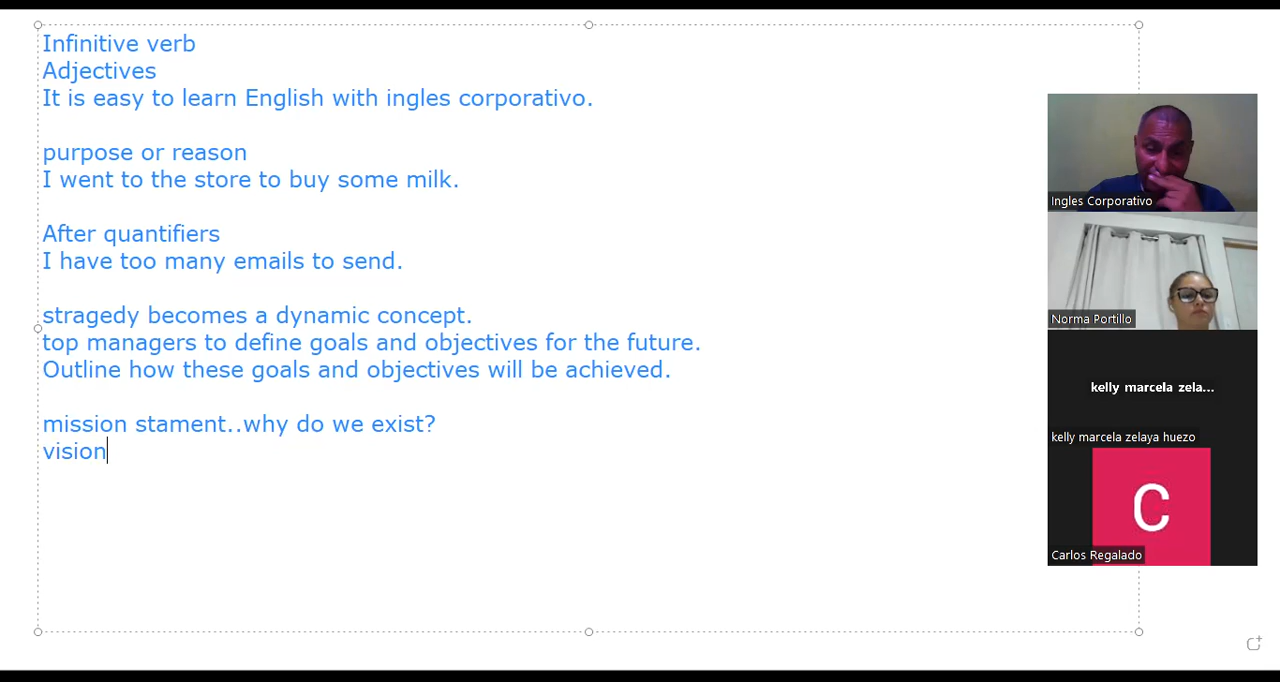 Infinitive verb
Adjectives
It is easy to learn English with ingles corporativo.
purpose or reason
I went to the store to buy some milk.
After quantifiers
I have too many emails to send.
stragedy becomes a dynamic concept.
top managers to define goals and objectives for the future.
Outline how these goals and objectives will be achieved.
mission stament..why do we exist?
vision
Ingles Corporativo
Norma Portillo
kelly marcela zela...
kelly marcela zelaya huezo
C
Carlos Regalado